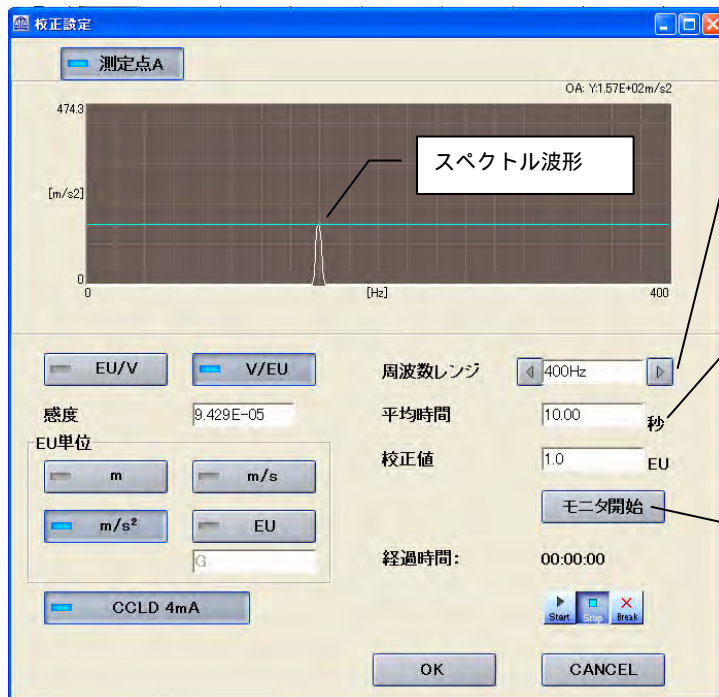 校正設定
測定点A
OA: Y:1.57E+02m/s2
474.3
スペクトル波形
[m/s2]
0
0
[Hz]
400
EU/V
V/EU
周波数レンジ
400Hz
感度
9.429E-05
平均時間
10.00
秒
EU単位
校正値
1.0
EU
m
m/s
モニタ開始
m/s²
EU
G
経過時間:
00:00:00
CCLD 4mA
Start
Stop
Break
OK
CANCEL